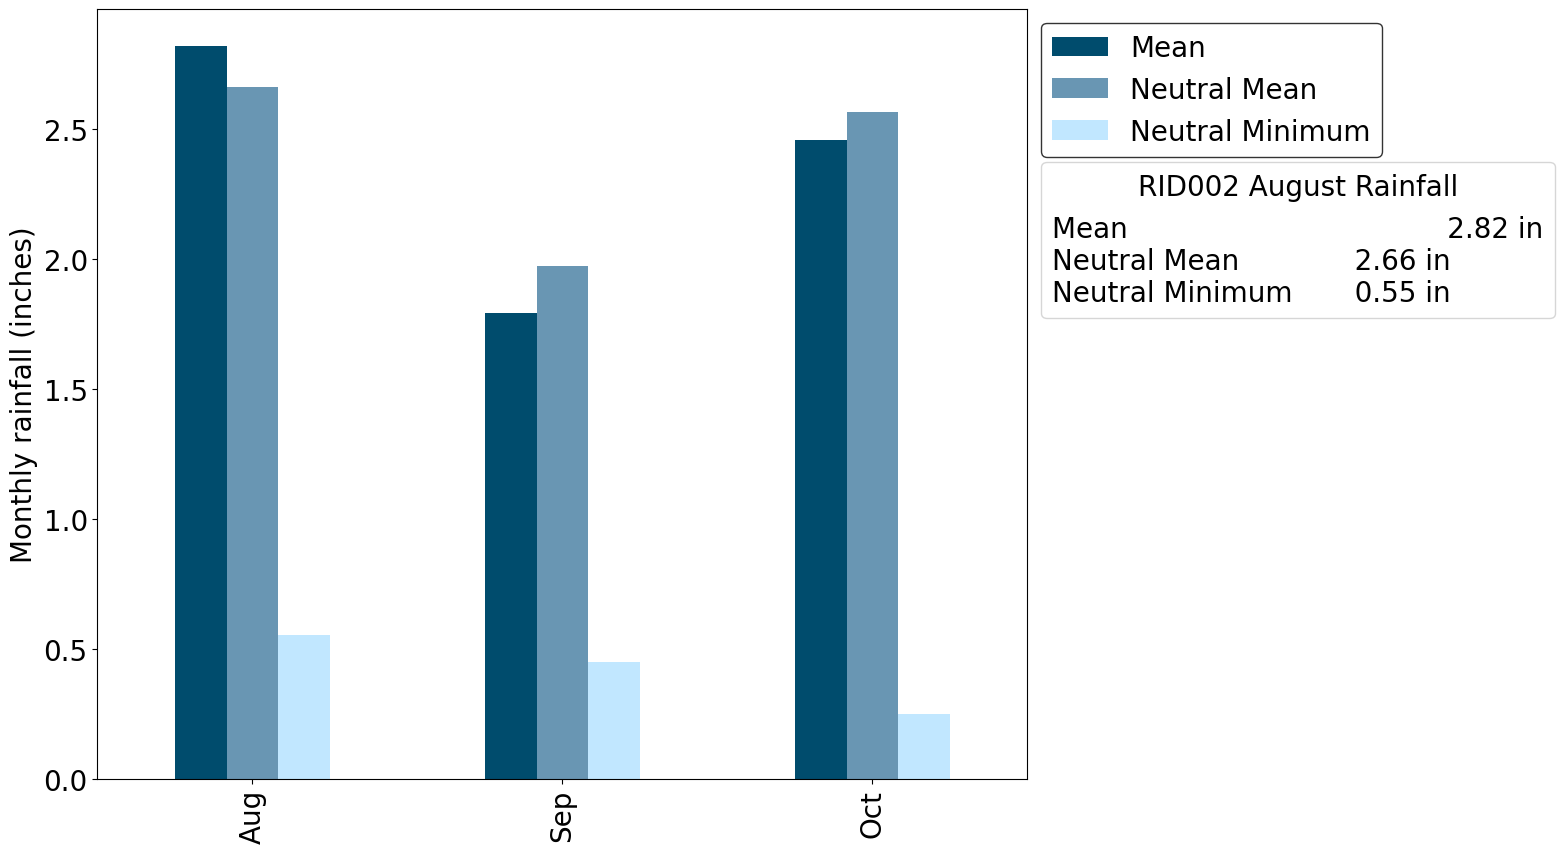 Monthly rainfall (inches)
2.5
2.0
1.5
1.0
0.5
0.0
Aug
Sep
Oct
Mean
Neutral Mean
Neutral Minimum
RID002 August Rainfall
Mean 2.82 in
Neutral Mean 2.66 in
Neutral Minimum 0.55 in